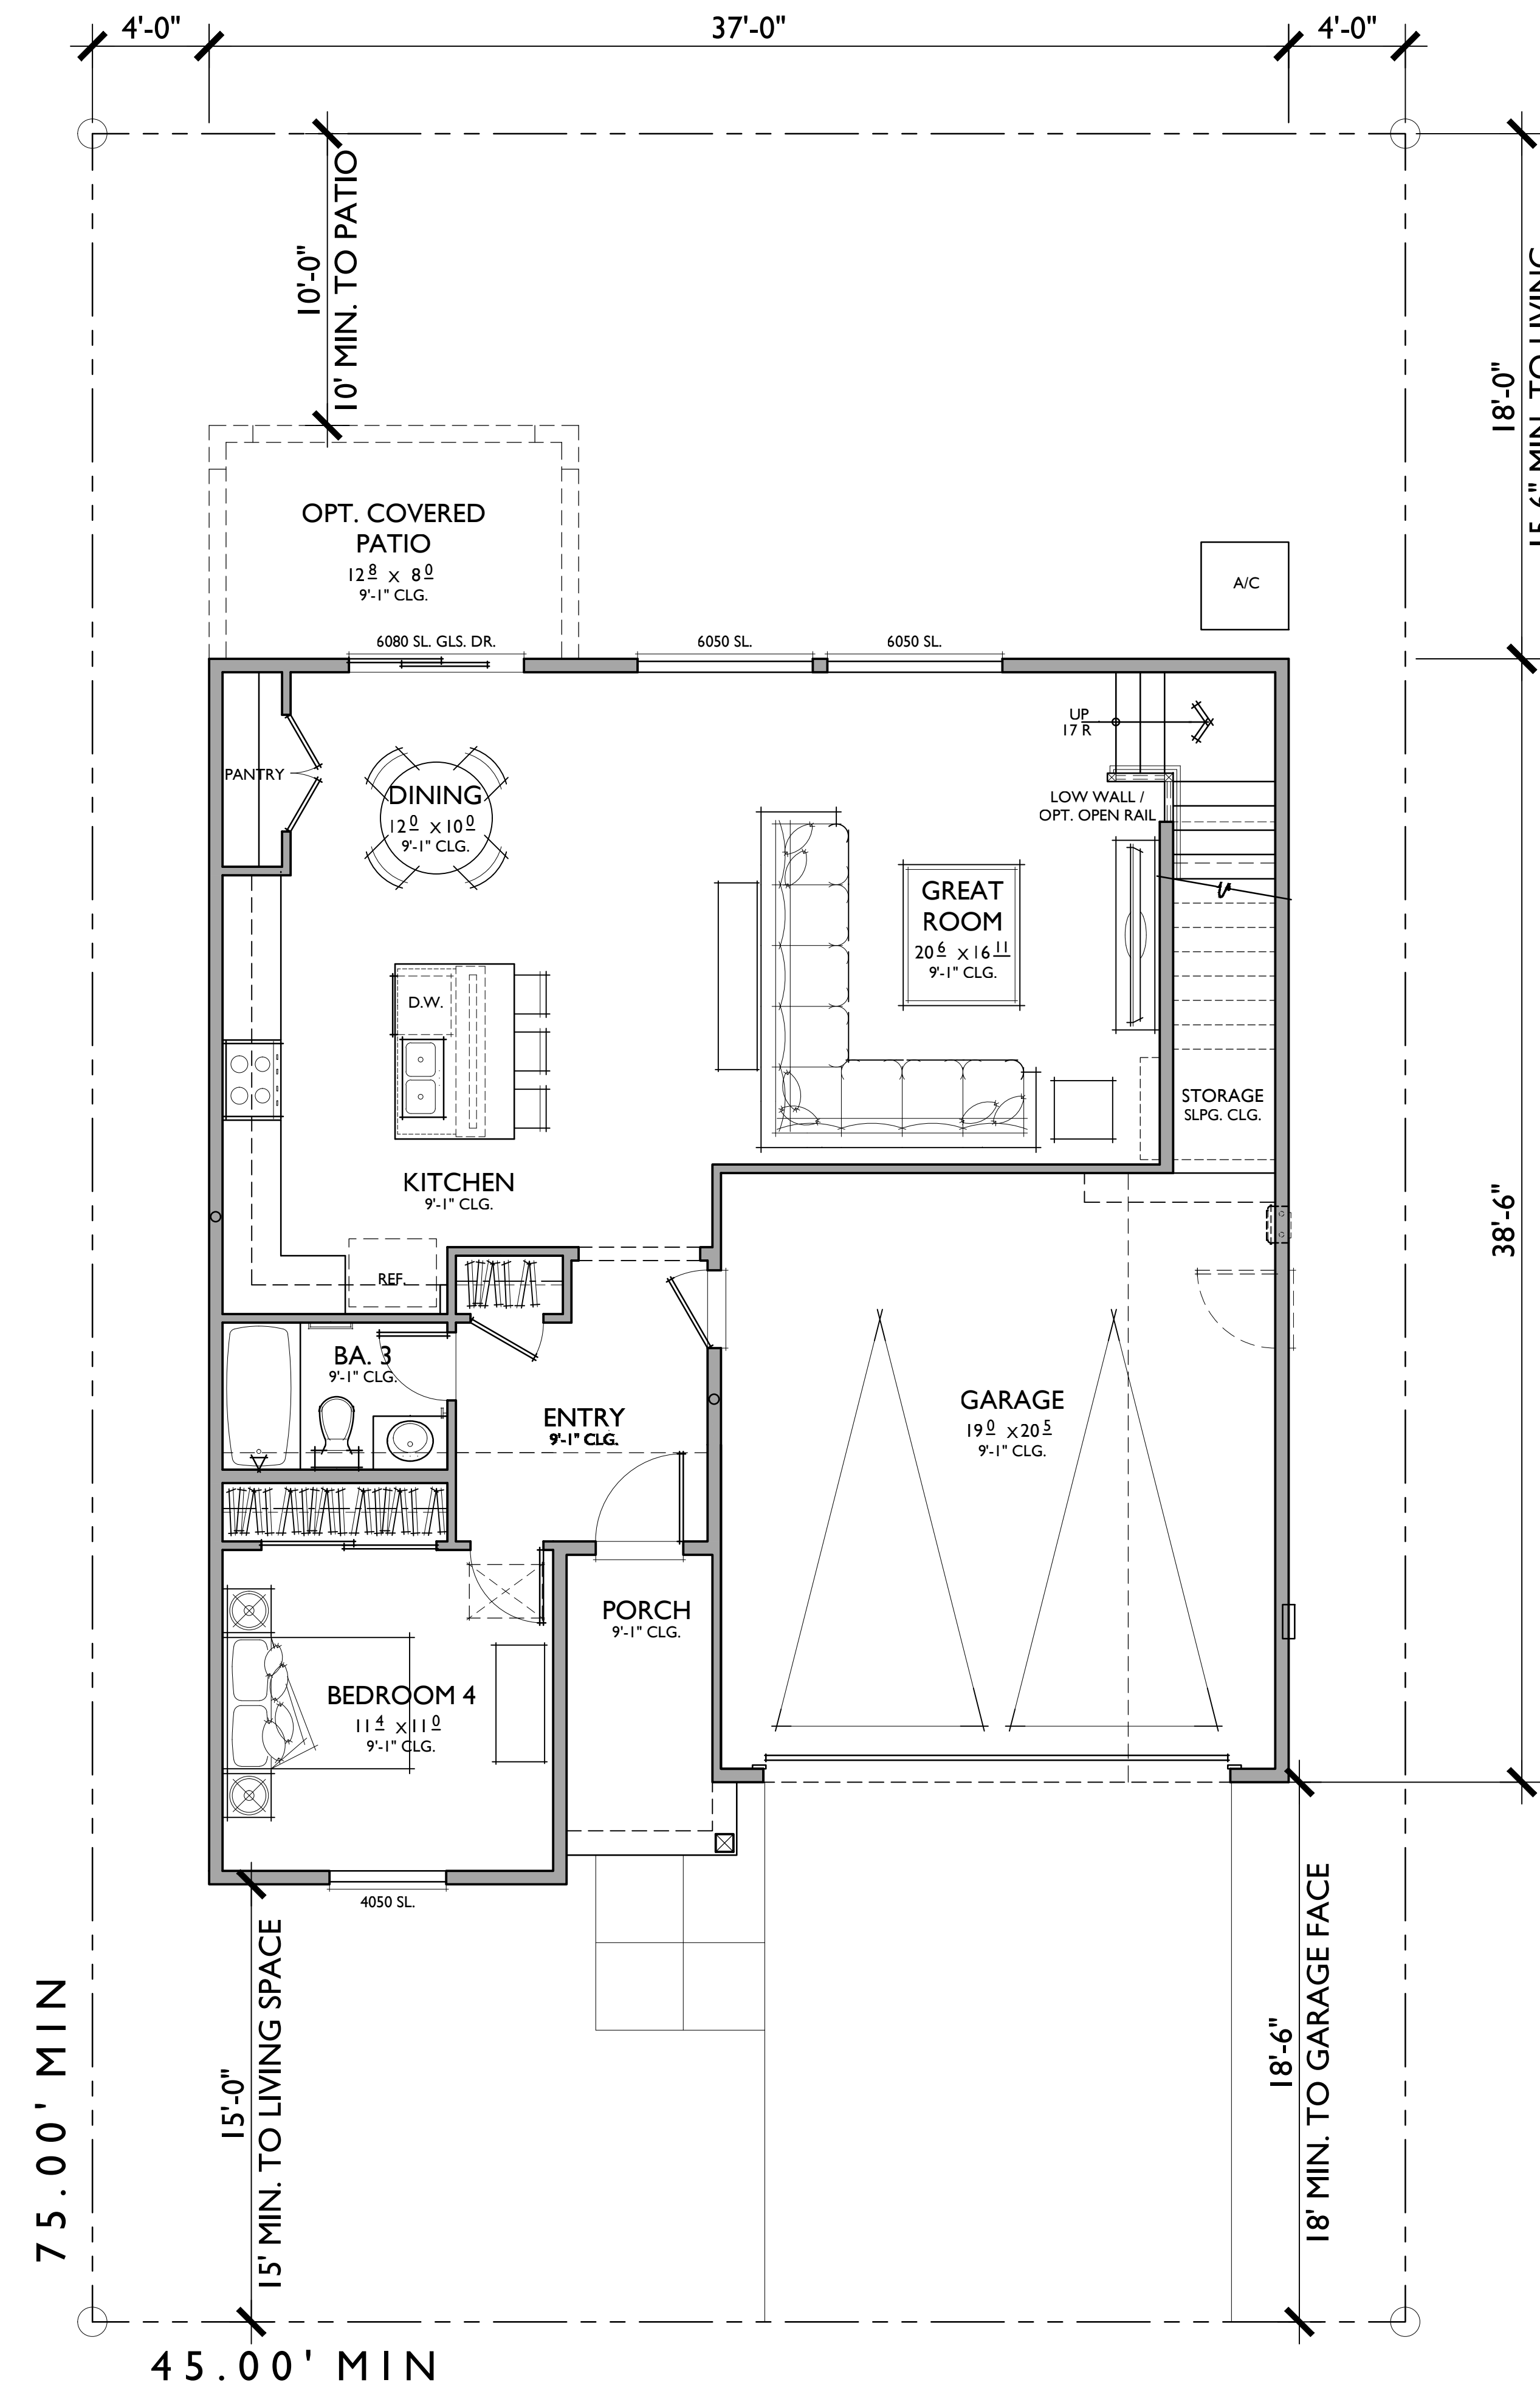 4'-0"
37'-0"
4'-0"
10'-0"
10' MIN. TO PATIO
18'-0"
OPT. COVERED
PATIO
12 8 X 8 0
9'-1" CLG.
A/C
6080 SL. GLS. DR.
6050 SL.
6050 SL.
UP
17 R
PANTRY
DINING
12 0 X 10 0
9'-1" CLG.
LOW WALL /
OPT. OPEN RAIL
GREAT
ROOM
20 6 X 16 11
9'-1" CLG.
D.W.
STORAGE
SLPG. CLG.
KITCHEN
9'-1" CLG.
38'-6"
REF.
BA. 3
9'-1" CLG.
ENTRY
9'-1" CLG.
GARAGE
19 0 X 20 5
9'-1" CLG.
PORCH
9'-1" CLG.
BEDROOM 4
11 4 X 11 0
9'-1" CLG.
4050 SL.
15'-0"
15' MIN. TO LIVING SPACE
18'-6"
18' MIN. TO GARAGE FACE
75.00' MIN
45.00' MIN